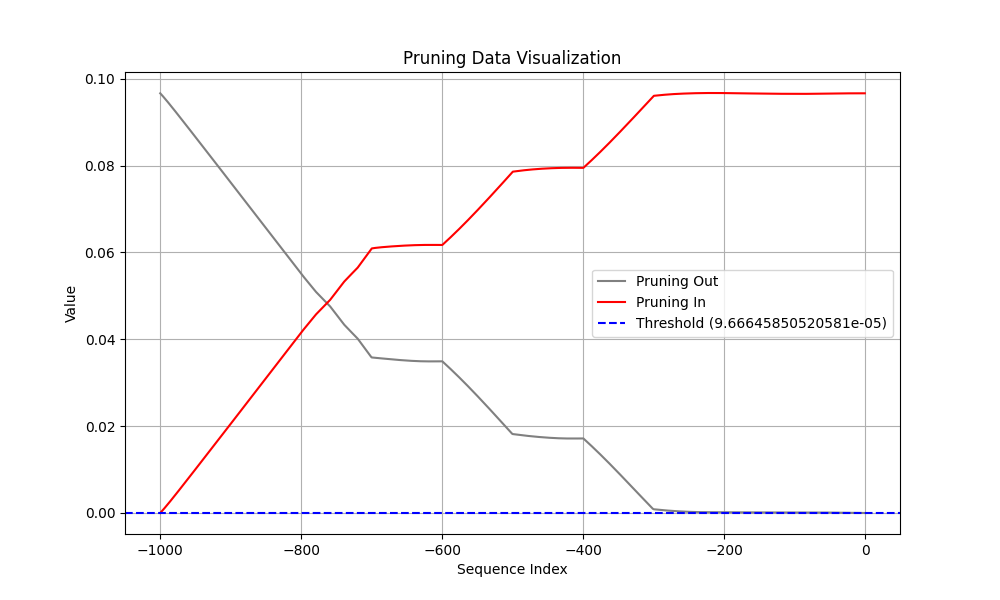 Pruning Data Visualization
Value
0.10
0.08
0.06
0.04
0.02
0.00
Pruning Out
Pruning In
Threshold (9.66645850520581e-05)
−1000 −800 −600 −400 −200 0
Sequence Index